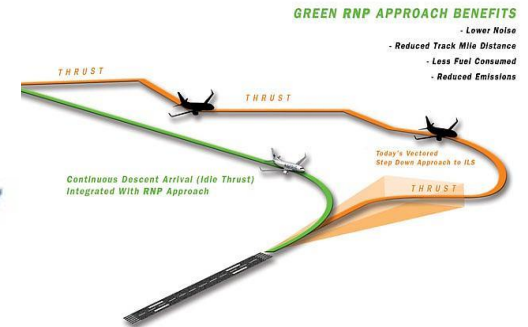 GREEN RNP APPROACH BENEFITS
- Lower Noise
- Reduced Track Mile Distance
- Less Fuel Consumed
- Reduced Emissions
THRUST
THRUST
Today's Vectored
Step Down Approach to ILS
THRUST
Continuous Descent Arrival (Idle Thrust)
Integrated With RNP Approach